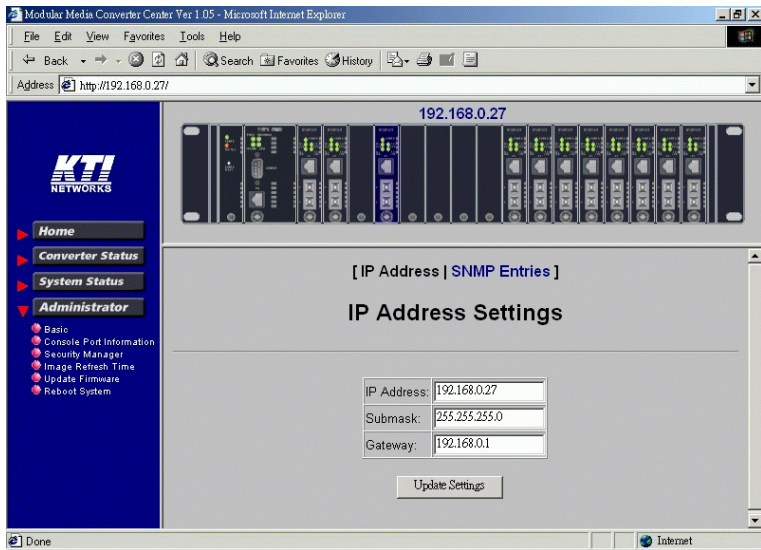 Modular Media Converter Center Ver 1.05 - Microsoft Internet Explorer
File Edit View Favorites Tools Help
Back Search Favorites History
Address http://192.168.0.27/
192.168.0.27
KTI
NETWORKS
Home
Converter Status
System Status
Administrator
Basic
Console Port Information
Security Manager
Image Refresh Time
Update Firmware
Reboot System
[ IP Address | SNMP Entries ]
IP Address Settings
IP Address: 192.168.0.27
Submask: 255.255.255.0
Gateway: 192.168.0.1
Update Settings
Done Internet